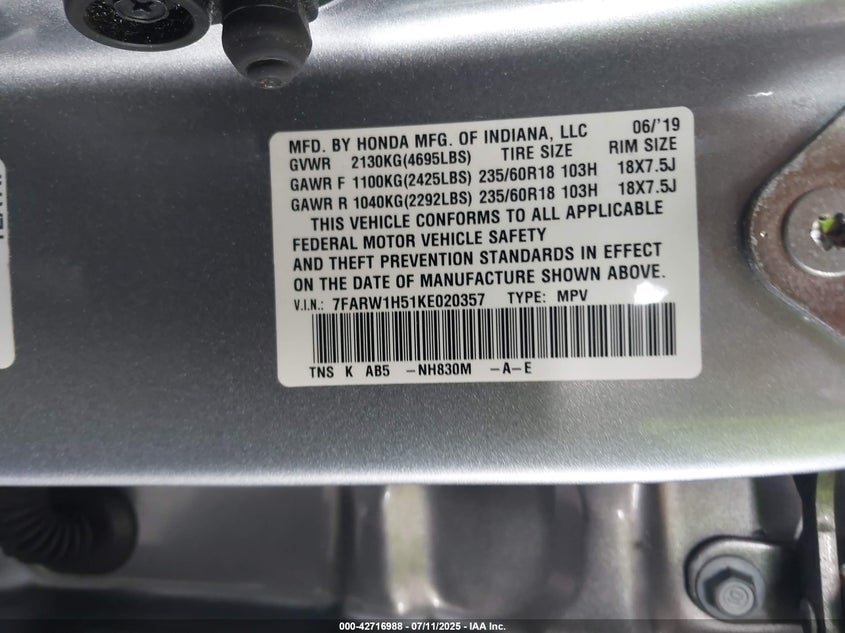 MFD. BY HONDA MFG. OF INDIANA, LLC 06/'19
GVWR 2130KG(4695LBS) TIRE SIZE RIM SIZE
GAWR F 1100KG(2425LBS) 235/60R18 103H 18X7.5J
GAWR R 1040KG(2292LBS) 235/60R18 103H 18X7.5J
THIS VEHICLE CONFORMS TO ALL APPLICABLE
FEDERAL MOTOR VEHICLE SAFETY
AND THEFT PREVENTION STANDARDS IN EFFECT
ON THE DATE OF MANUFACTURE SHOWN ABOVE.
V.I.N.: 7FARW1H51KE020357 TYPE: MPV
TNS K AB5 -NH830M -A-E
000-42716988 - 07/11/2025 - IAA Inc.